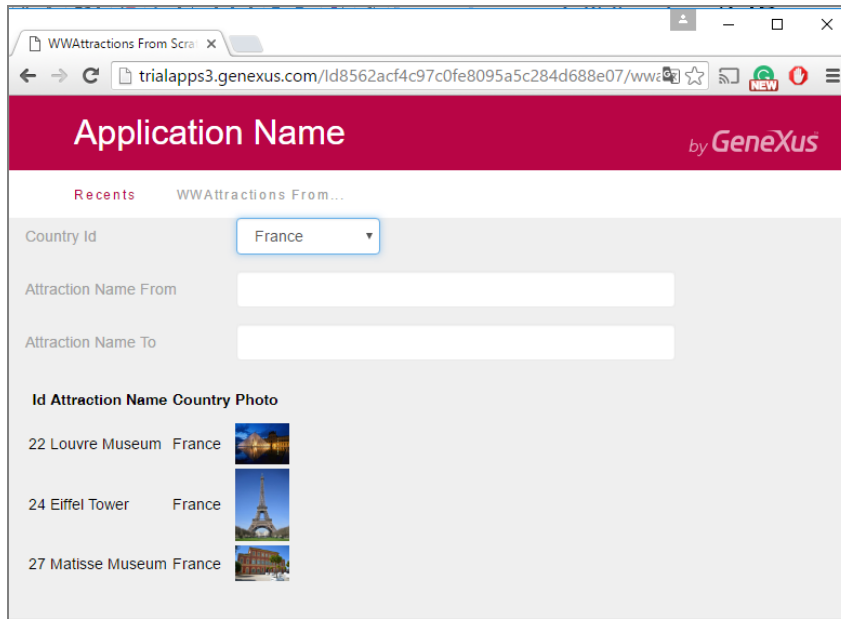 WWAttractions From Scra
trialapps3.genexus.com/Id8562acf4c97c0fe8095a5c284d688e07/wwa
NEW
Application Name
by GeneXus
Recents WWAttractions From...
Country Id France
Attraction Name From
Attraction Name To
Id Attraction Name Country Photo
22 Louvre Museum France
24 Eiffel Tower France
27 Matisse Museum France